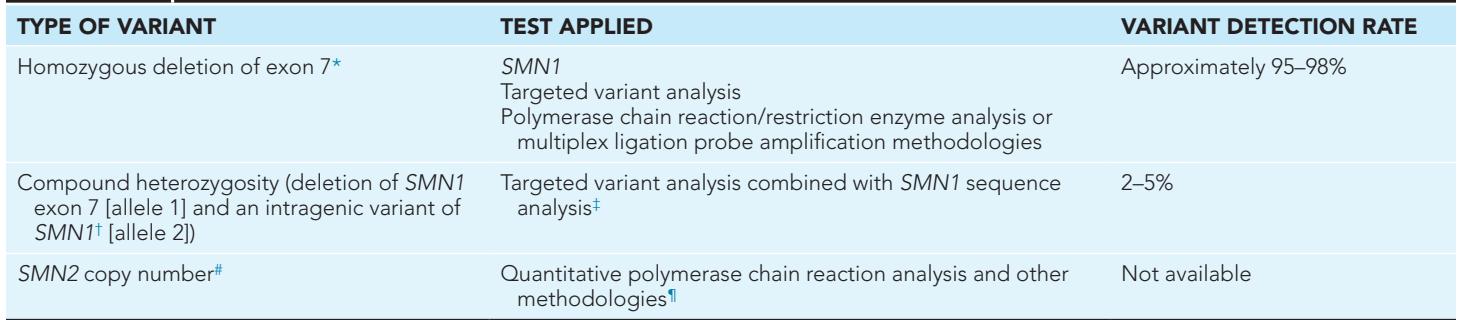 TYPE OF VARIANT TEST APPLIED VARIANT DETECTION RATE
Homozygous deletion of exon 7* SMN1 Approximately 95–98%
Targeted variant analysis
Polymerase chain reaction/restriction enzyme analysis or
multiplex ligation probe amplification methodologies
Compound heterozygosity (deletion of SMN1 Targeted variant analysis combined with SMN1 sequence 2–5%
exon 7 [allele 1] and an intragenic variant of analysis‡
SMN1† [allele 2])
SMN2 copy number# Quantitative polymerase chain reaction analysis and other Not available
methodologies¶